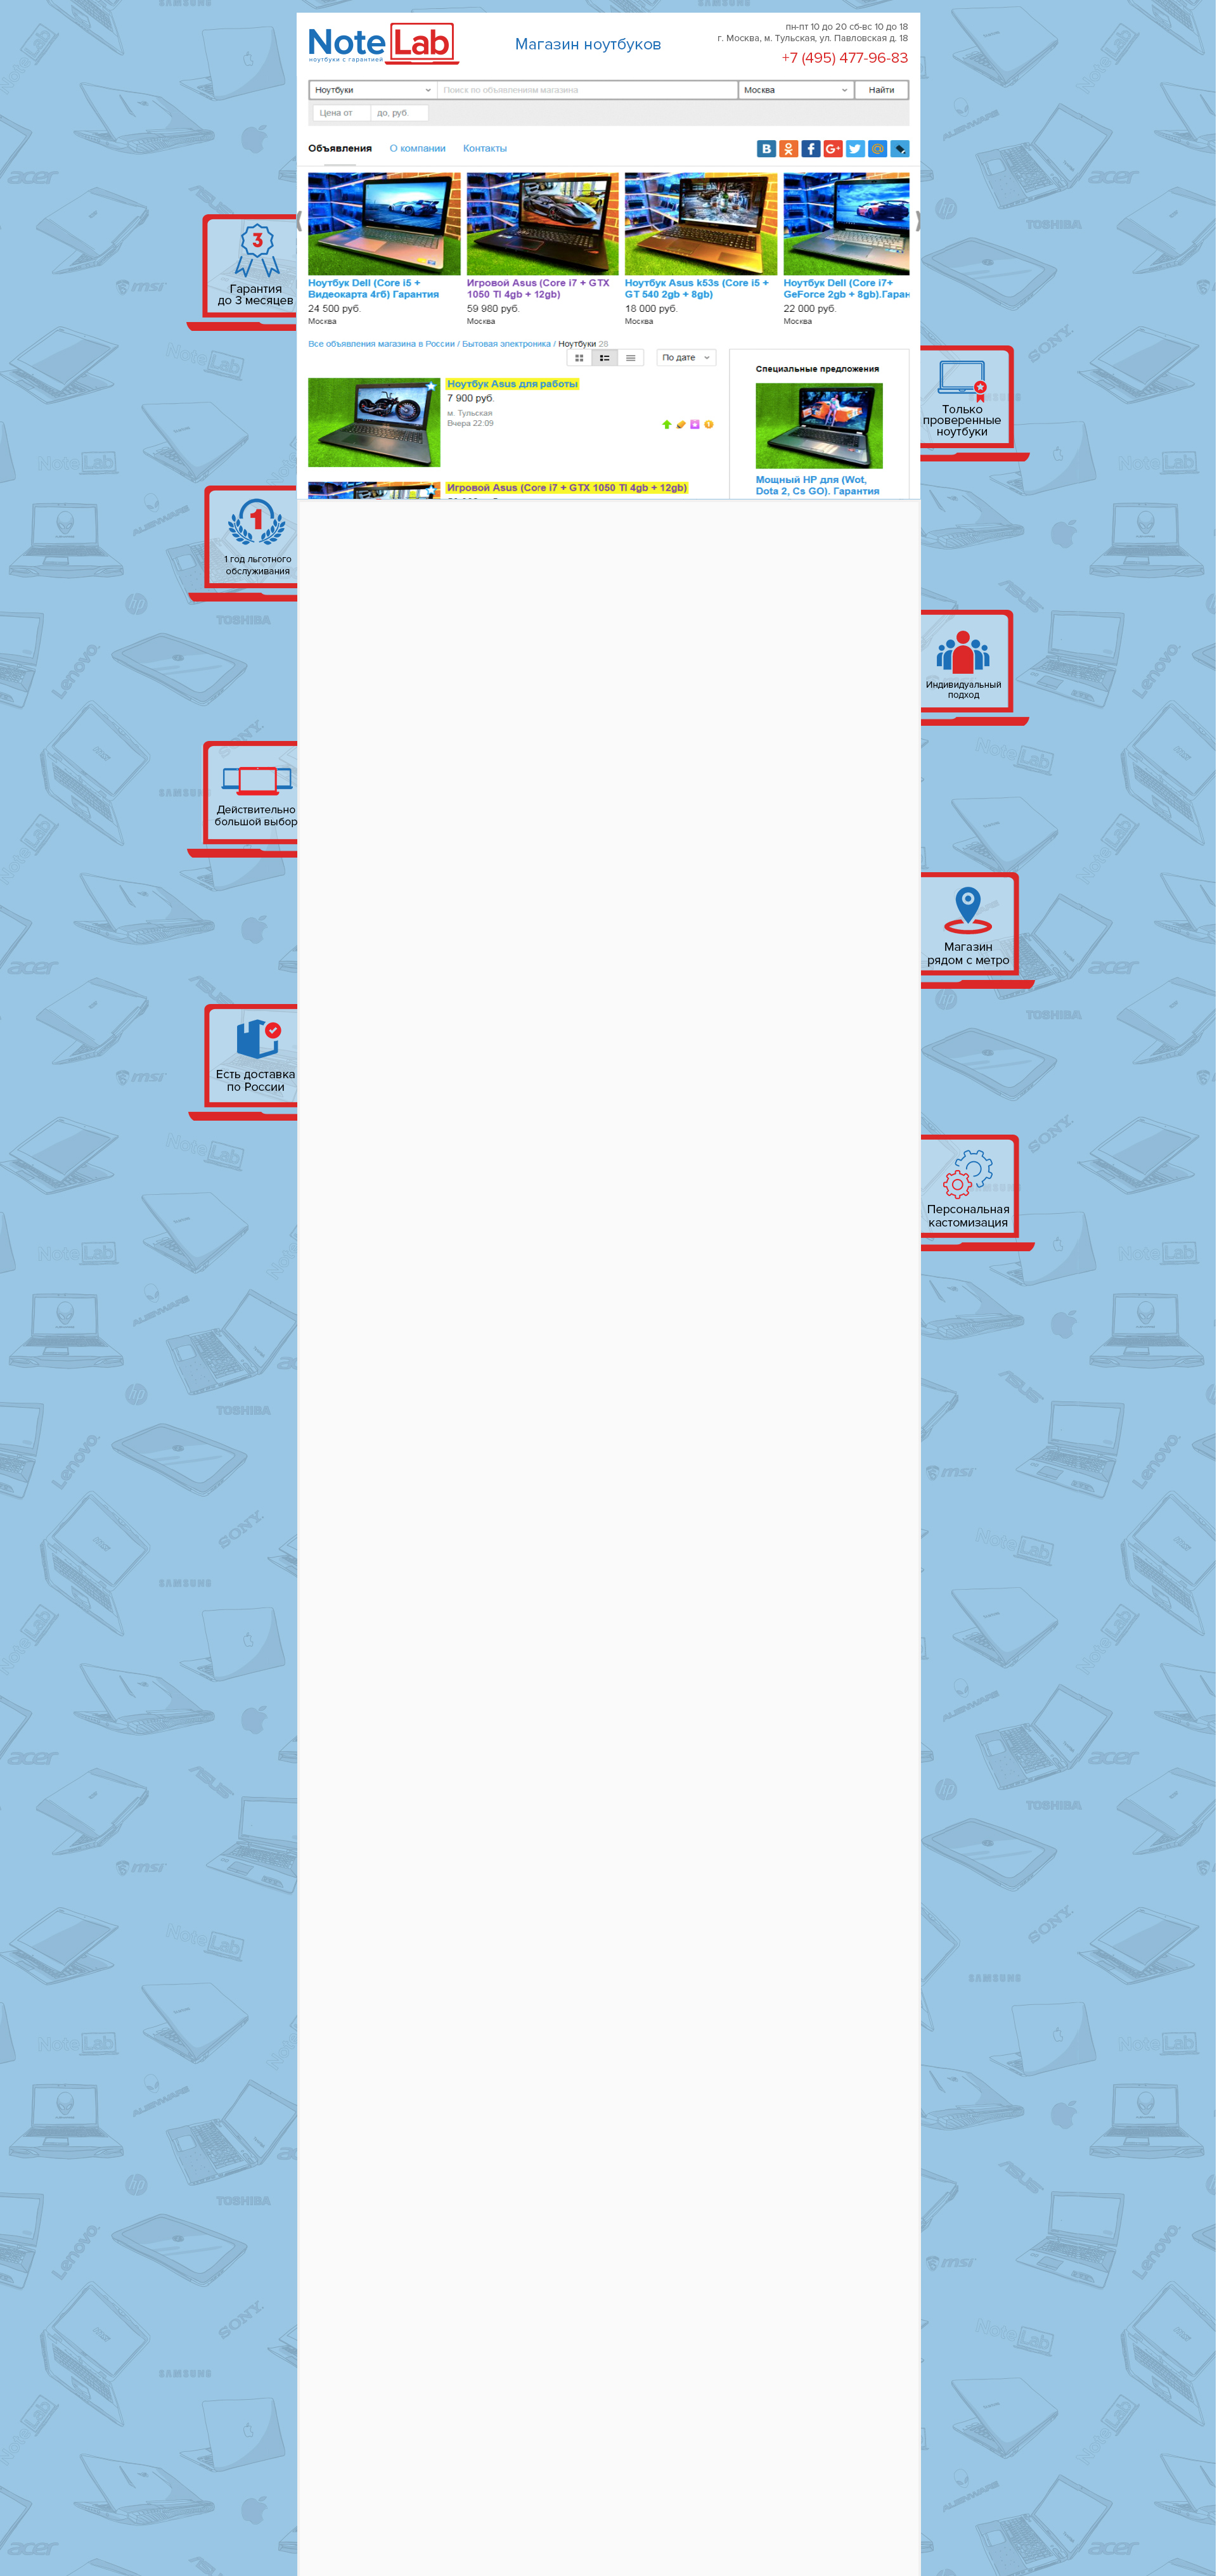 NoteLab
ноутбуки с гарантией
Магазин ноутбуков
пн-пт 10 до 20 сб-вс 10 до 18
г. Москва, м. Тульская, ул. Павловская д. 18
+7 (495) 477-96-83
Ноутбуки
Поиск по объявлениям магазина
Москва
Найти
Цена от
до, руб.
Объявления
О компании
Контакты
Ноутбук Dell (Core i5 +
Видеокарта 4гб) Гарантия
24 500 руб.
Москва
Игровой Asus (Core i7 + GTX
1050 TI 4gb + 12gb)
59 980 руб.
Москва
Ноутбук Asus k53s (Core i5 +
GT 540 2gb + 8gb)
18 000 руб.
Москва
Ноутбук Dell (Core i7+
GeForce 2gb + 8gb).Гаран
22 000 руб.
Москва
Все объявления магазина в России / Бытовая электроника / Ноутбуки 28
По дате
Ноутбук Asus для работы
7 900 руб.
м. Тульская
Вчера 22:09
Игровой Asus (Core i7 + GTX 1050 TI 4gb + 12gb)
Специальные предложения
Мощный HP для (Wot,
Dota 2, Cs GO). Гарантия
3
Гарантия
до 3 месяцев
1
1 год льготного
обслуживания
Действительно
большой выбор
Есть доставка
по России
Только
проверенные
ноутбуки
Индивидуальный
подход
Магазин
рядом с метро
Персональная
кастомизация